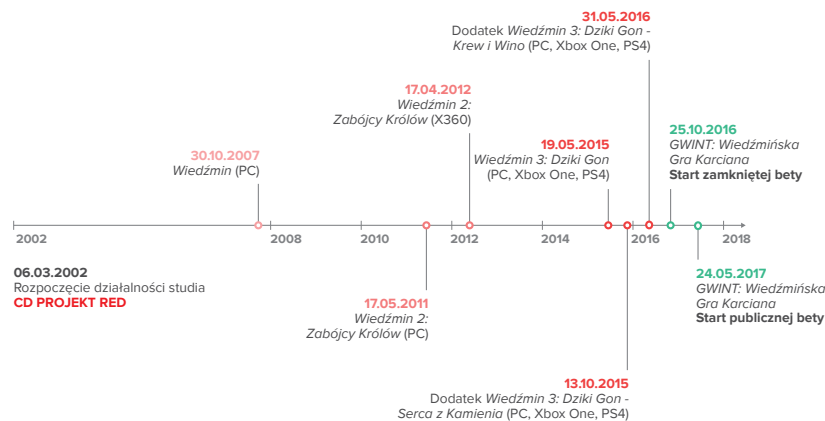 31.05.2016
Dodatek Wiedźmin 3: Dziki Gon -
Krew i Wino (PC, Xbox One, PS4)
17.04.2012
Wiedźmin 2:
Zabójcy Królów (X360)
25.10.2016
GWINT: Wiedźmińska
Gra Karciana
Start zamkniętej bety
19.05.2015
Wiedźmin 3: Dziki Gon
(PC, Xbox One, PS4)
30.10.2007
Wiedźmin (PC)
2002
2008
2010
2012
2014
2016
2018
06.03.2002
Rozpoczęcie działalności studia
CD PROJEKT RED
24.05.2017
GWINT: Wiedźmińska
Gra Karciana
Start publicznej bety
17.05.2011
Wiedźmin 2:
Zabójcy Królów (PC)
13.10.2015
Dodatek Wiedźmin 3: Dziki Gon -
Serca z Kamienia (PC, Xbox One, PS4)